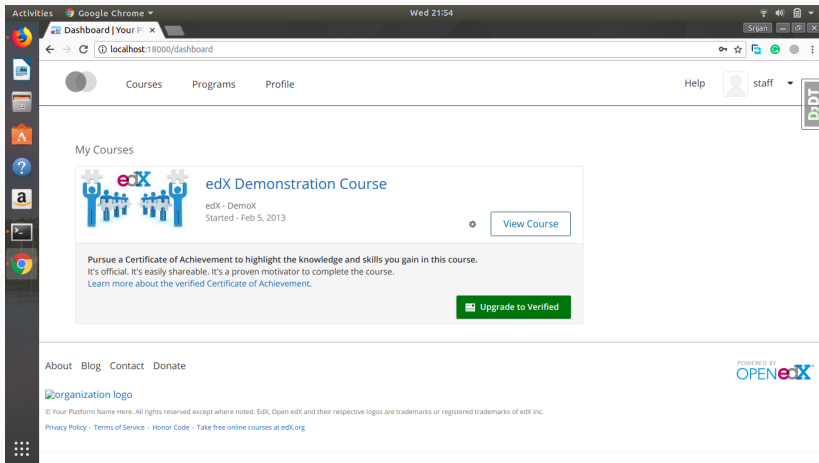 Activities Google Chrome Wed 21:54
Dashboard | Your Pl Srijan
localhost:18000/dashboard
Courses Programs Profile Help staff
DjDT
My Courses
edX
edX Demonstration Course
edX - DemoX
Started - Feb 5, 2013
View Course
Pursue a Certificate of Achievement to highlight the knowledge and skills you gain in this course.
It's official. It's easily shareable. It's a proven motivator to complete the course.
Learn more about the verified Certificate of Achievement.
Upgrade to Verified
About Blog Contact Donate
POWERED BY
OPEN edX
organization logo
© Your Platform Name Here. All rights reserved except where noted. EdX, Open edX and their respective logos are trademarks or registered trademarks of edX Inc.
Privacy Policy - Terms of Service - Honor Code - Take free online courses at edX.org